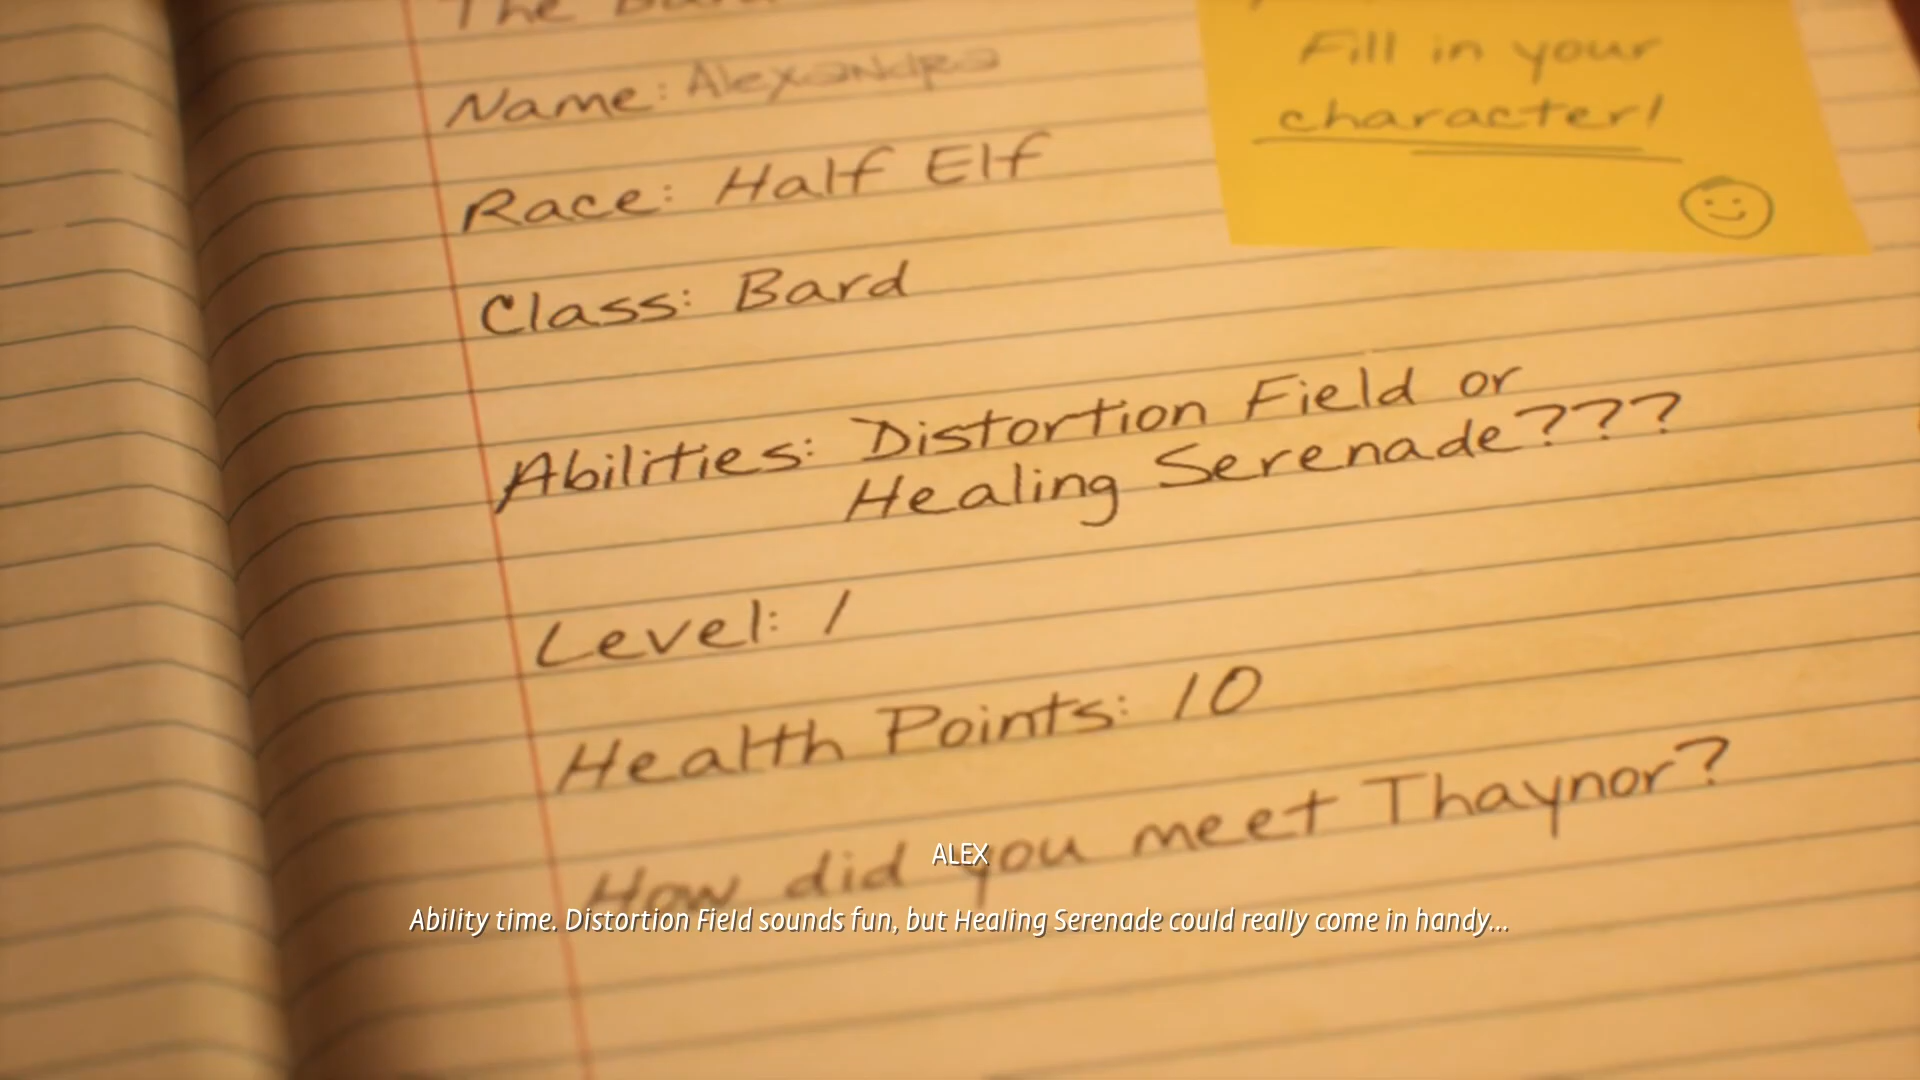 The Bard
Name: Alexandra
Race: Half Elf
Class: Bard
Abilities: Distortion Field or
Healing Serenade???
Level: 1
Health Points: 10
How did you meet Thaynor?
Fill in your
character!
ALEX
Ability time. Distortion Field sounds fun, but Healing Serenade could really come in handy...